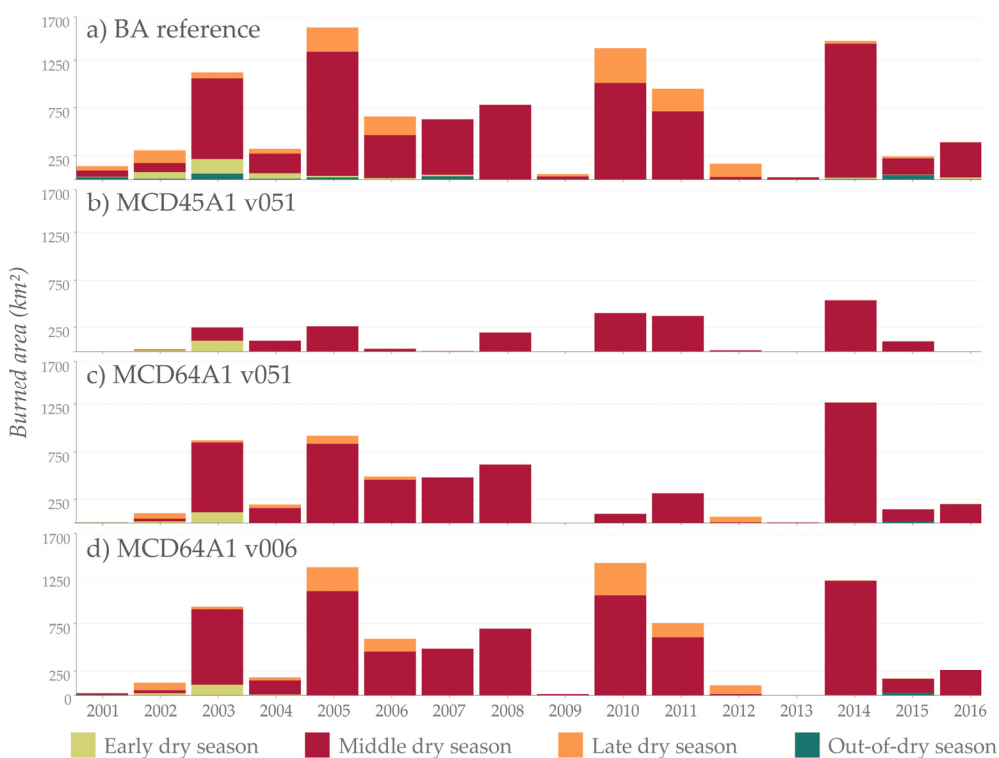 a) BA reference
1700
1250
750
250
b) MCD45A1 v051
1700
1250
750
250
c) MCD64A1 v051
1700
1250
750
250
d) MCD64A1 v006
1700
1250
750
250
0
Burned area (km²)
2001 2002 2003 2004 2005 2006 2007 2008 2009 2010 2011 2012 2013 2014 2015 2016
Early dry season Middle dry season Late dry season Out-of-dry season